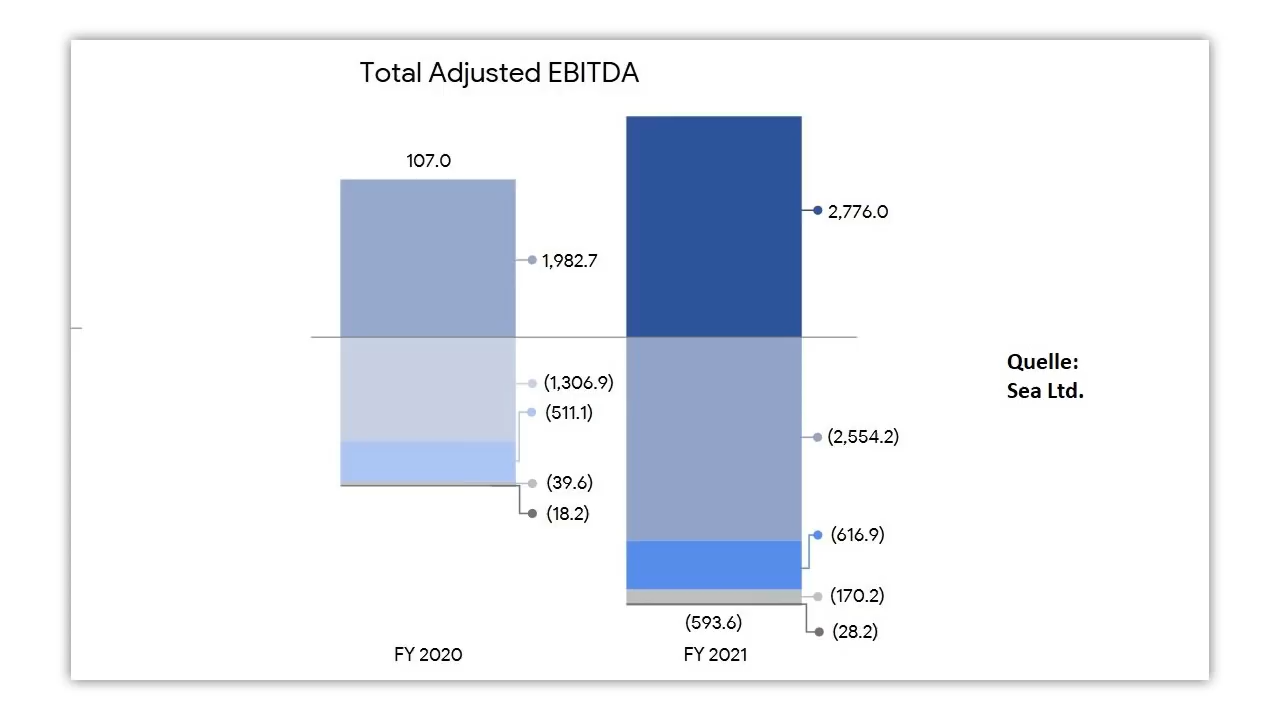 Total Adjusted EBITDA
107.0
1,982.7
(1,306.9)
(511.1)
(39.6)
(18.2)
FY 2020
2,776.0
(2,554.2)
(616.9)
(170.2)
(28.2)
(593.6)
FY 2021
Quelle:
Sea Ltd.